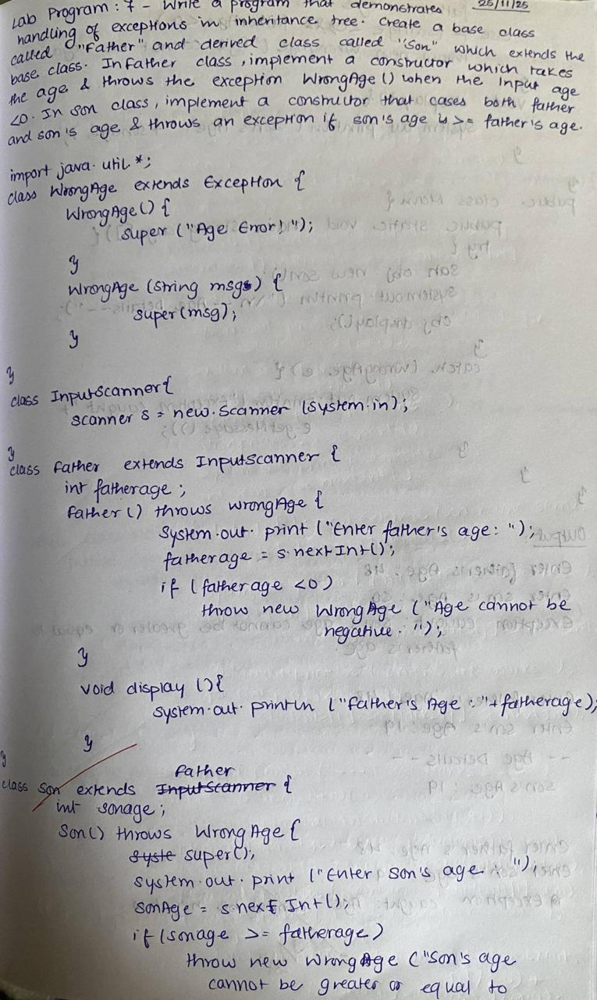 25/11/25
Lab Program : 7 - Write a program that demonstrates
handling of exceptions in inheritance tree. Create a base class
called "Father" and derived class called "Son" which extends the
base class. In Father class, implement a constructor which takes
the age & throws the exception WrongAge () when the input age
<0. In son class, implement a constructor that cases both father
and son's age & throws an exception if son's age is >= father's age.
import java. util *;
class WrongAge extends Exception {
WrongAge() {
super ("Age Error! ");
}
WrongAge (String msgs) {
super(msg);
}
}
class InputScanner{
Scanner s = new. Scanner (System.in);
}
class Father extends InputScanner {
int fatherage ;
Father () throws WrongAge {
System.out. print ("Enter father's age: ");
fatherage = s.nextInt();
if (fatherage <0)
throw new WrongAge ("Age cannot be
negative. ");
}
void display (){
System.out. println ("Father's Age : "+fatherage);
}
}
class Son extends InputScanner Father {
int sonage ;
Son() throws WrongAge {
syste super();
System.out. print ("Enter son's age ");
sonAge = s.next Int();
if(sonage >= fatherage)
throw new WrongAge ("Son's age
cannot be greater or equal to